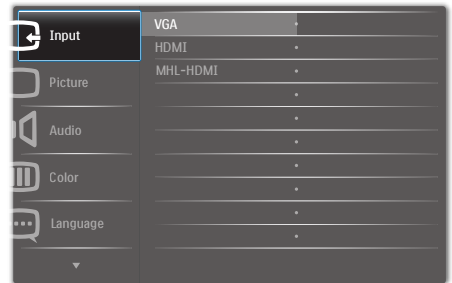 Input
VGA
HDMI
MHL-HDMI
Picture
Audio
Color
Language